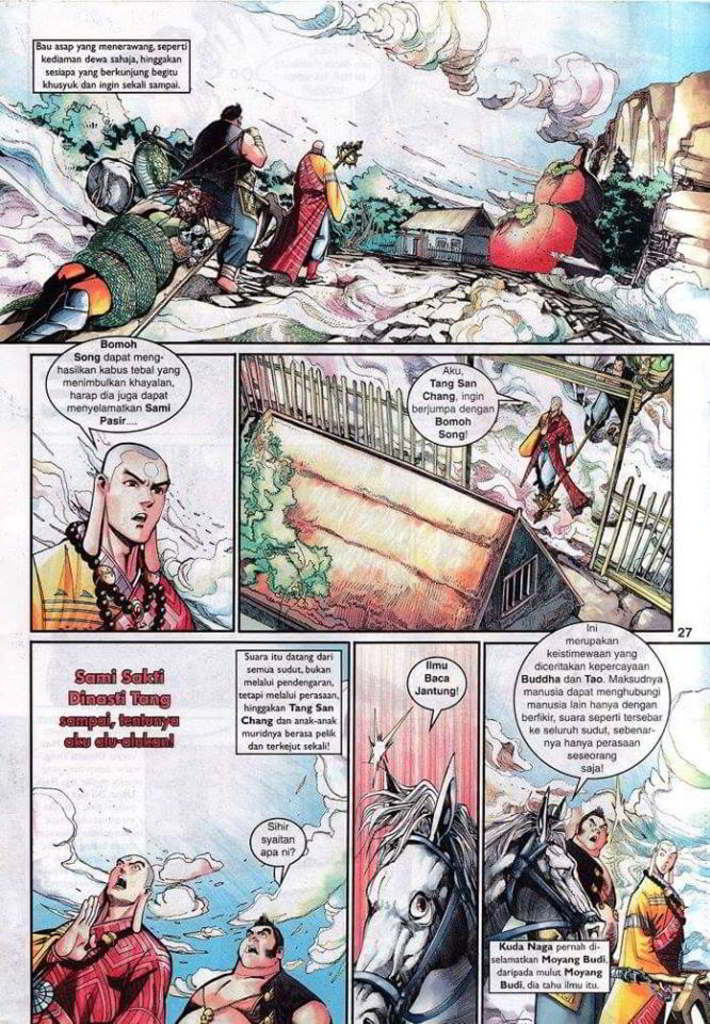 Bau asap yang menerawang, seperti
kediaman dewa sahaja, hinggakan
sesiapa yang berkunjung begitu
khusyuk dan ingin sekali sampai.
Bomoh
Song dapat meng-
hasilkan kabus tebal yang
menimbulkan khayalan,
harap dia juga dapat
menyelamatkan Sami
Pasir....
Aku,
Tang San
Chang, ingin
berjumpa dengan
Bomoh
Song!
27
Sami Sakti
Dinasti Tang
sampai, tentunya
aku alu-alukan!
Suara itu datang dari
semua sudut, bukan
melalui pendengaran,
tetapi melalui perasaan,
hinggakan Tang San
Chang dan anak-anak
muridnya berasa pelik
dan terkejut sekali!
Sihir
syaitan
apa ni?
Ilmu
Baca
Jantung!
Ini
merupakan
keistimewaan yang
diceritakan kepercayaan
Buddha dan Tao. Maksudnya
manusia dapat menghubungi
manusia lain hanya dengan
berfikir, suara seperti tersebar
ke seluruh sudut, sebenar-
nya hanya perasaan
seseorang
saja!
Kuda Naga pernah di-
selamatkan Moyang Budi,
daripada mulut Moyang
Budi, dia tahu ilmu itu.